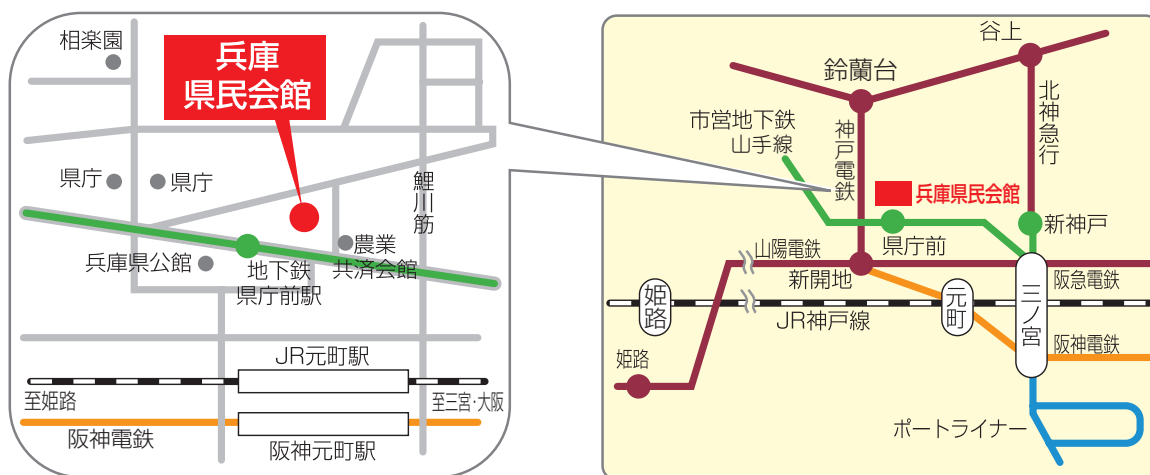 相楽園
兵庫
県民会館
県庁
県庁
鯉川筋
兵庫県公館
地下鉄
県庁前駅
農業
共済会館
JR元町駅
至姫路
至三宮・大阪
阪神電鉄
阪神元町駅
谷上
鈴蘭台
北神急行
市営地下鉄
山手線
神戸電鉄
兵庫県民会館
新神戸
県庁前
山陽電鉄
新開地
阪急電鉄
姫路
元町
三ノ宮
JR神戸線
姫路
阪神電鉄
ポートライナー